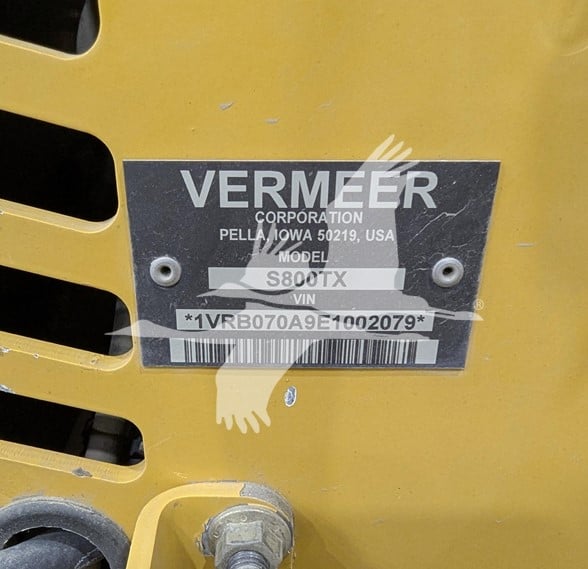 VERMEER
CORPORATION
PELLA, IOWA 50219, USA
MODEL
S800TX
VIN
*1VRB070A9E1002079*
®